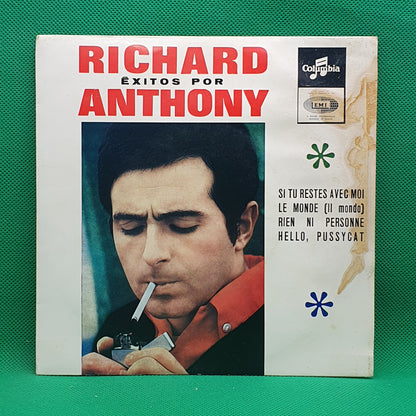 RICHARD
ÉXITOS POR
ANTHONY
Columbia
EMI
SI TU RESTES AVEC MOI
LE MONDE (Il mondo)
RIEN NI PERSONNE
HELLO, PUSSYCAT